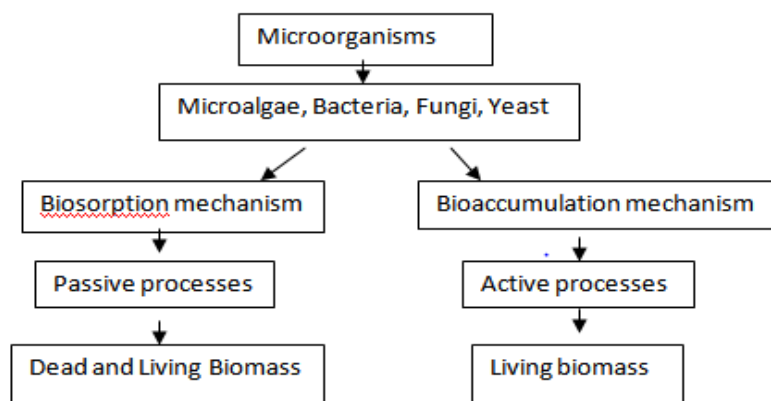 Microorganisms
Microalgae, Bacteria, Fungi, Yeast
Biosorption mechanism
Bioaccumulation mechanism
Passive processes
Active processes
Dead and Living Biomass
Living biomass